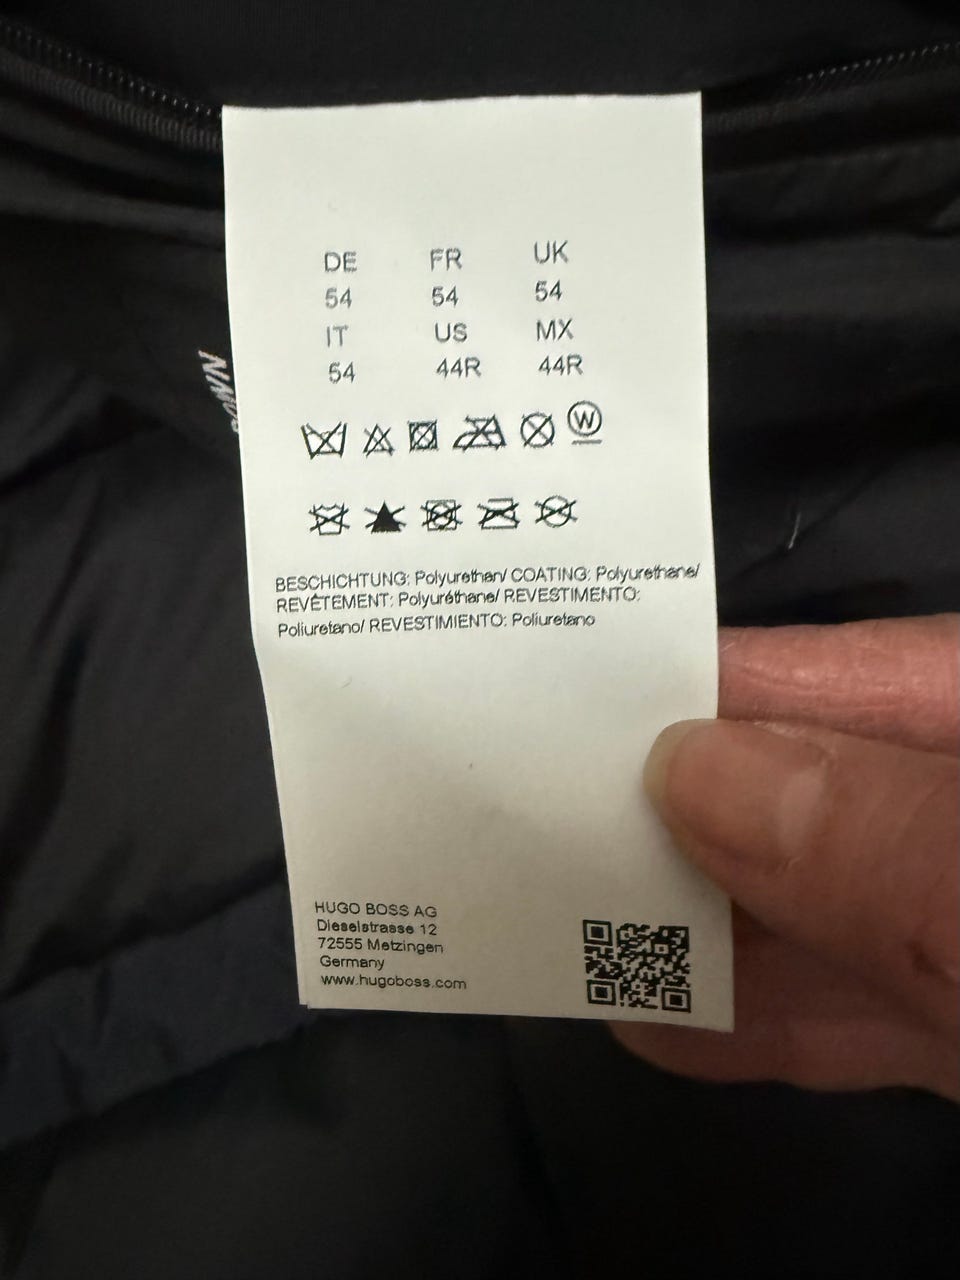 DE FR UK
54 54 54
IT US MX
54 44R 44R
W
BESCHICHTUNG: Polyurethan/ COATING: Polyurethane/
REVÊTEMENT: Polyuréthane/ REVESTIMENTO:
Poliuretano/ REVESTIMIENTO: Poliuretano
HUGO BOSS AG
Dieselstrasse 12
72555 Metzingen
Germany
www.hugoboss.com